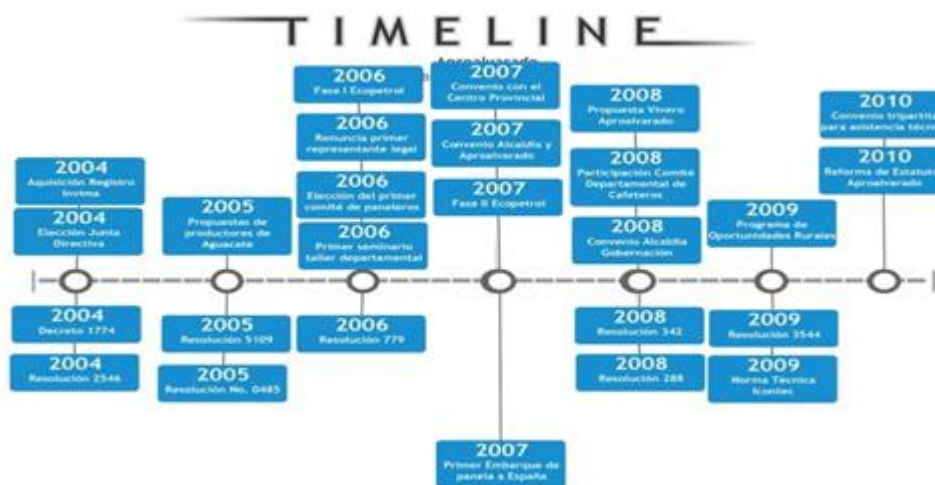 TIMELINE
Aproalvarado
2004
Aquisición Registro
Invima
2004
Elección Junta
Directiva
2005
Propuestas de
productores de
Aguacate
2006
Fase I Ecopetrol
2006
Renuncia primer
representante legal
2006
Elección del primer
comité de paneleros
2006
Primer seminario
taller departamental
2007
Convenio con el
Centro Provincial
2007
Convenio Alcaldía y
Aproalvarado
2007
Fase II Ecopetrol
2008
Propuesta Vivero
Aproalvarado
2008
Participación Comité
Departamental de
Cafeteros
2008
Convenio Alcaldía
Gobernación
2009
Programa de
Oportunidades Rurales
2010
Convenio tripartita
para asistencia técnic
2010
Reforma de Estatuto
Aproalvarado
2004
Decreto 1774
2004
Resolución 2546
2005
Resolución 5109
2005
Resolución No. 0485
2006
Resolución 779
2007
Primer Embarque de
panela a España
2008
Resolución 342
2008
Resolución 288
2009
Resolución 3544
2009
Norma Técnica
Icontec